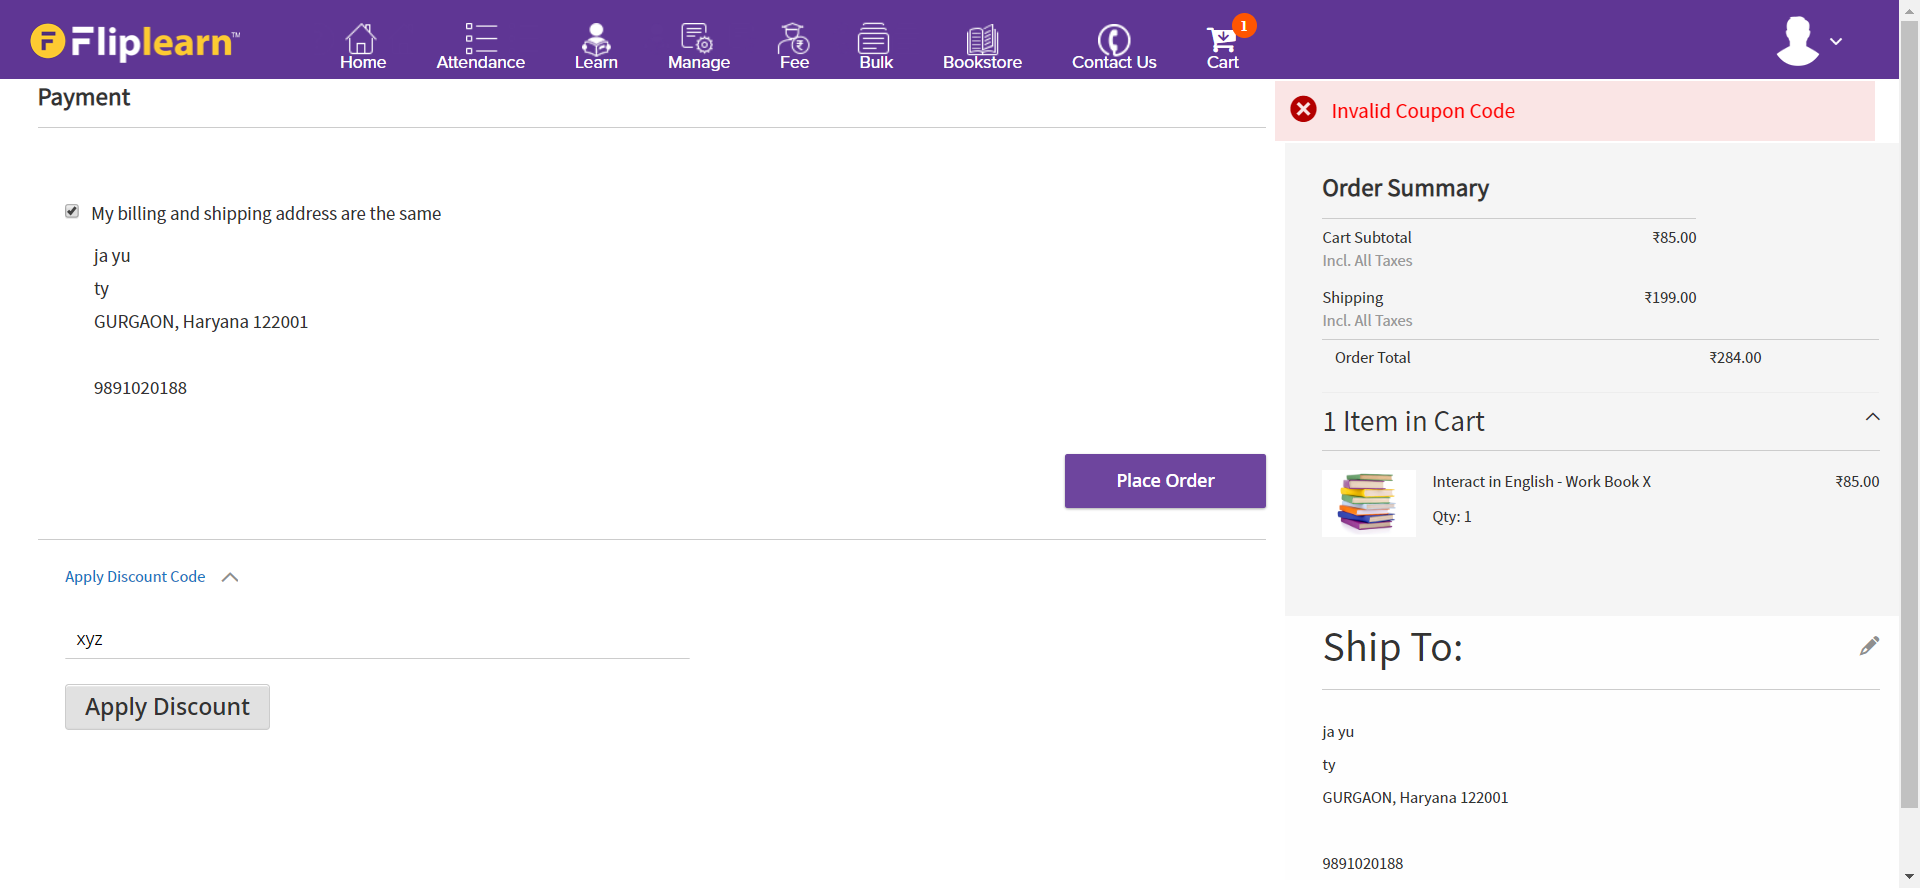 Fliplearn™
Home
Attendance
Learn
Manage
Fee
Bulk
Bookstore
Contact Us
1
Cart
Payment
My billing and shipping address are the same
ja yu
ty
GURGAON, Haryana 122001
9891020188
Place Order
Apply Discount Code
xyz
Apply Discount
Invalid Coupon Code
Order Summary
Cart Subtotal ₹85.00
Incl. All Taxes
Shipping ₹199.00
Incl. All Taxes
Order Total ₹284.00
1 Item in Cart
Interact in English - Work Book X ₹85.00
Qty: 1
Ship To:
ja yu
ty
GURGAON, Haryana 122001
9891020188